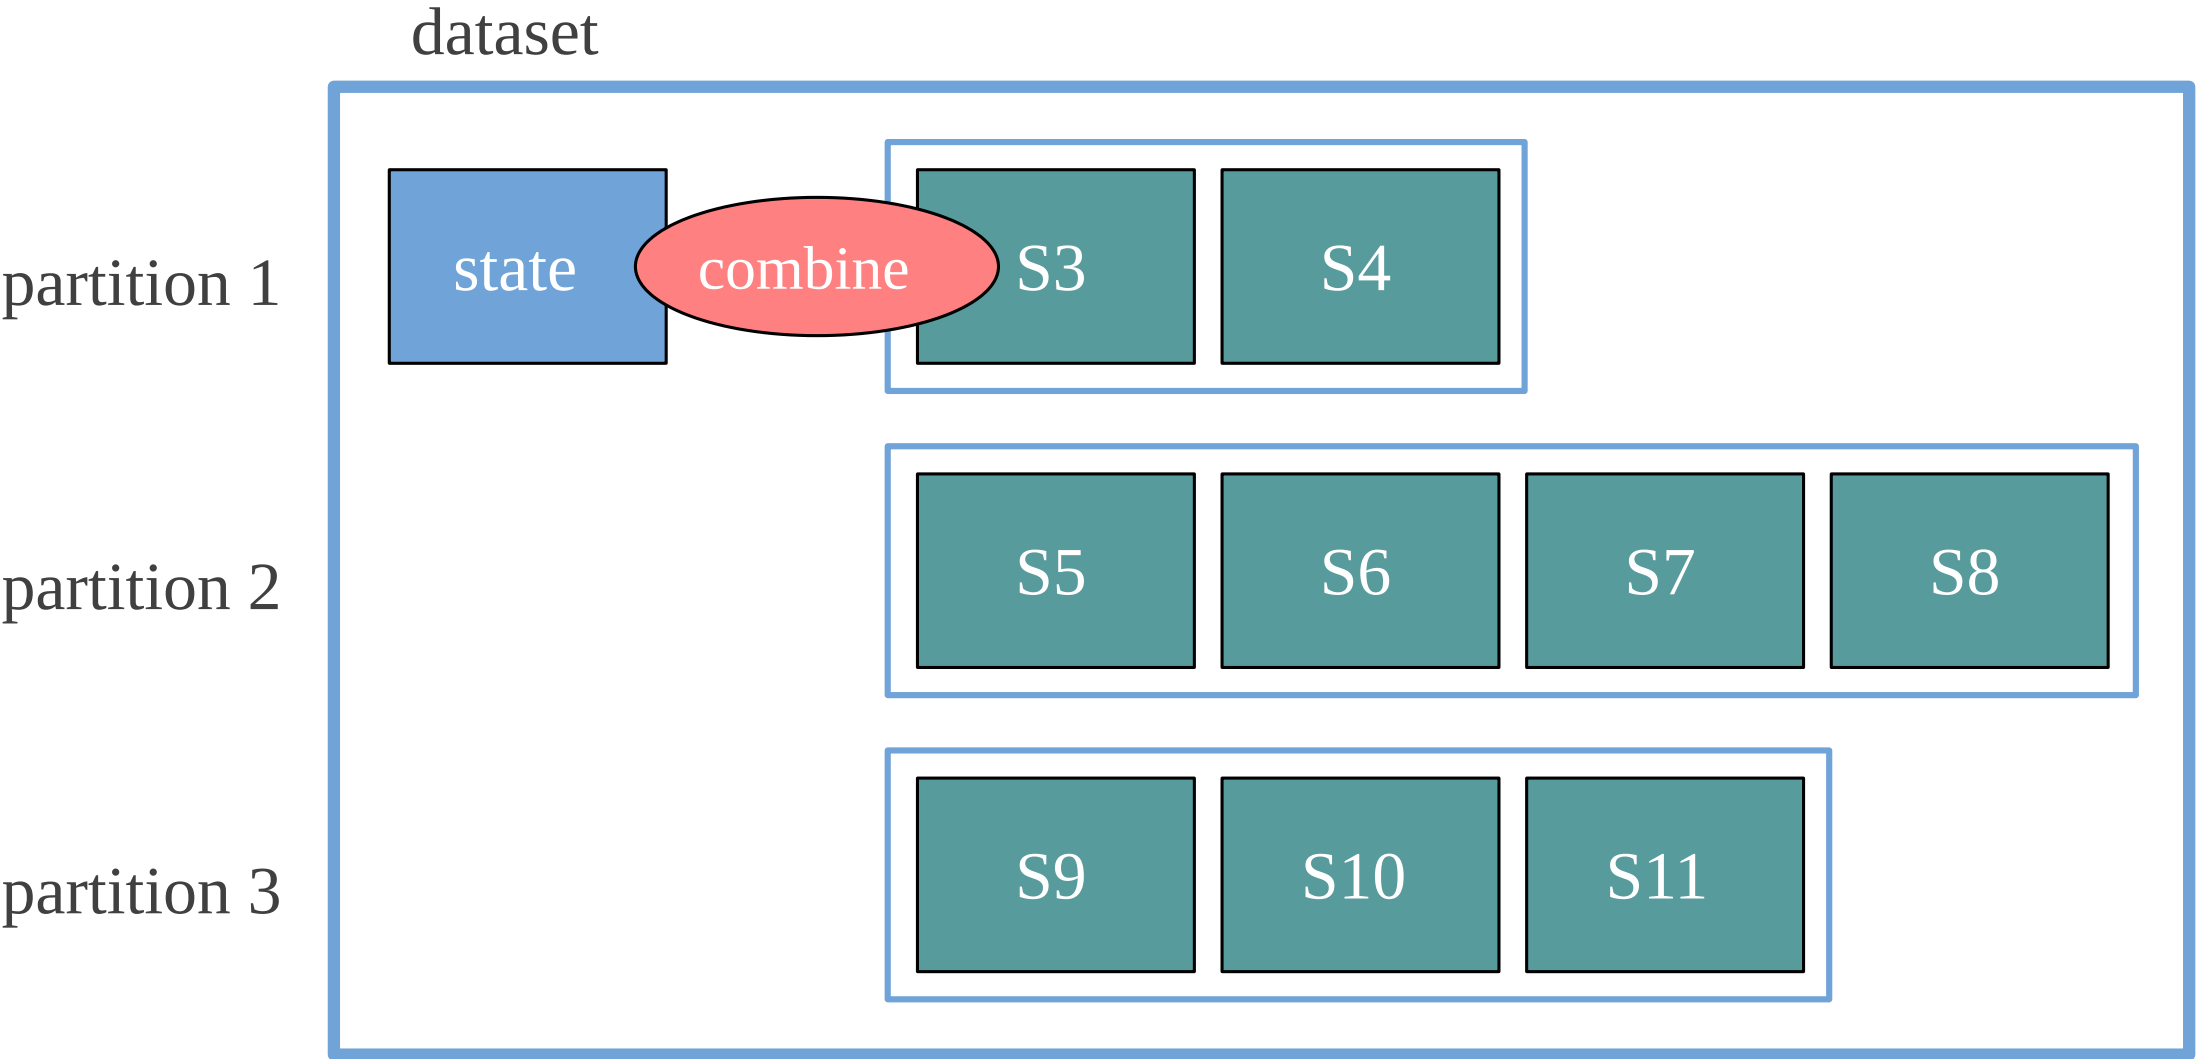 dataset
partition 1
state
combine
S3
S4
partition 2
S5
S6
S7
S8
partition 3
S9
S10
S11